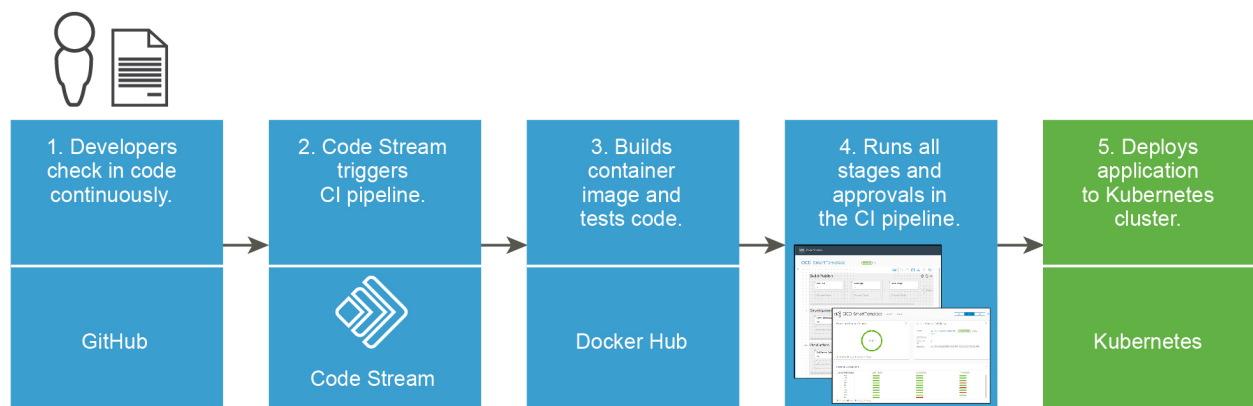 1. Developers
check in code
continuously.
2. Code Stream
triggers
CI pipeline.
3. Builds
container
image and
tests code.
4. Runs all
stages and
approvals in
the CI pipeline.
5. Deploys
application
to Kubernetes
cluster.
GitHub
Code Stream
Docker Hub
Kubernetes